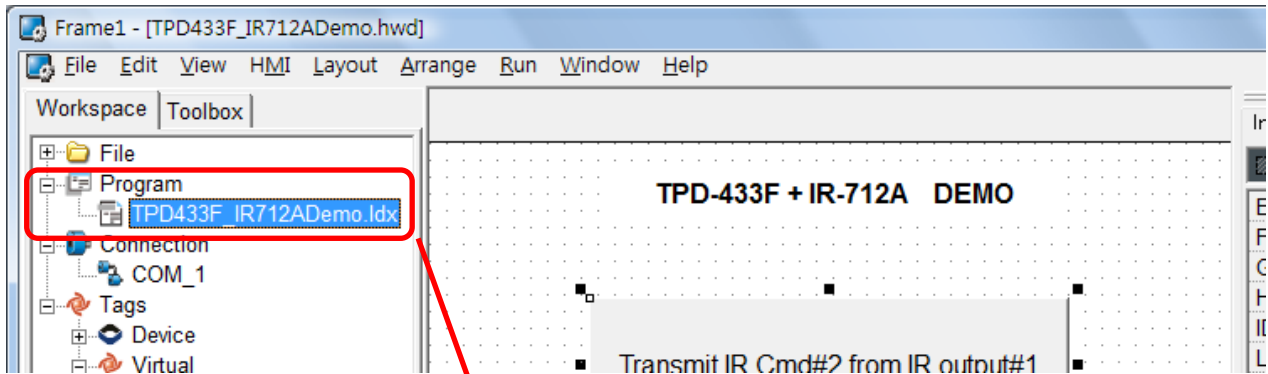 Frame1 - [TPD433F_IR712ADemo.hwd]
File Edit View HMI Layout Arrange Run Window Help
Workspace Toolbox
File
Program
TPD433F_IR712ADemo.ldx
Connection
COM_1
Tags
Device
Virtual
TPD-433F + IR-712A DEMO
Transmit IR Cmd#2 from IR output#1